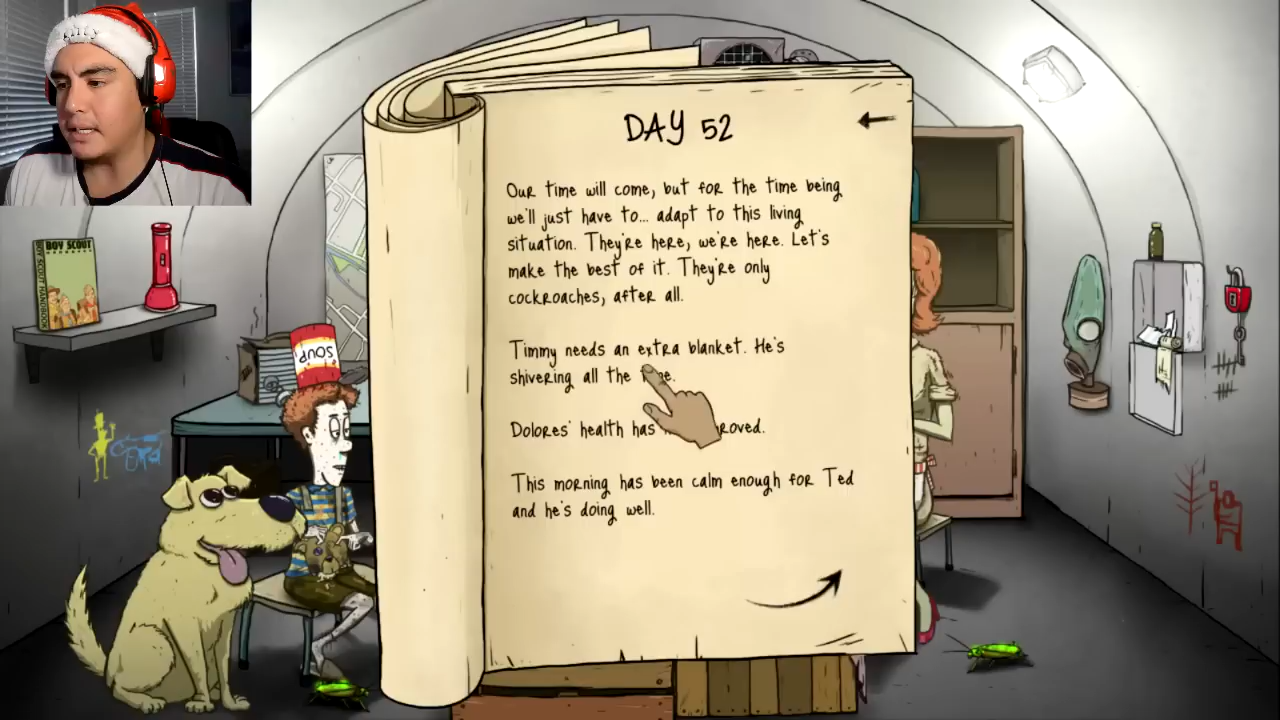 DAY 52
Our time will come, but for the time being
we'll just have to... adapt to this living
situation. They're here, we're here. Let's
make the best of it. They're only
cockroaches, after all.
Timmy needs an extra blanket. He's
shivering all the
Dolores' health has
This morning has been calm enough for Ted
and he's doing well.
BOY SCOUT
BOY SCOUT HANDBOOK
SOUP